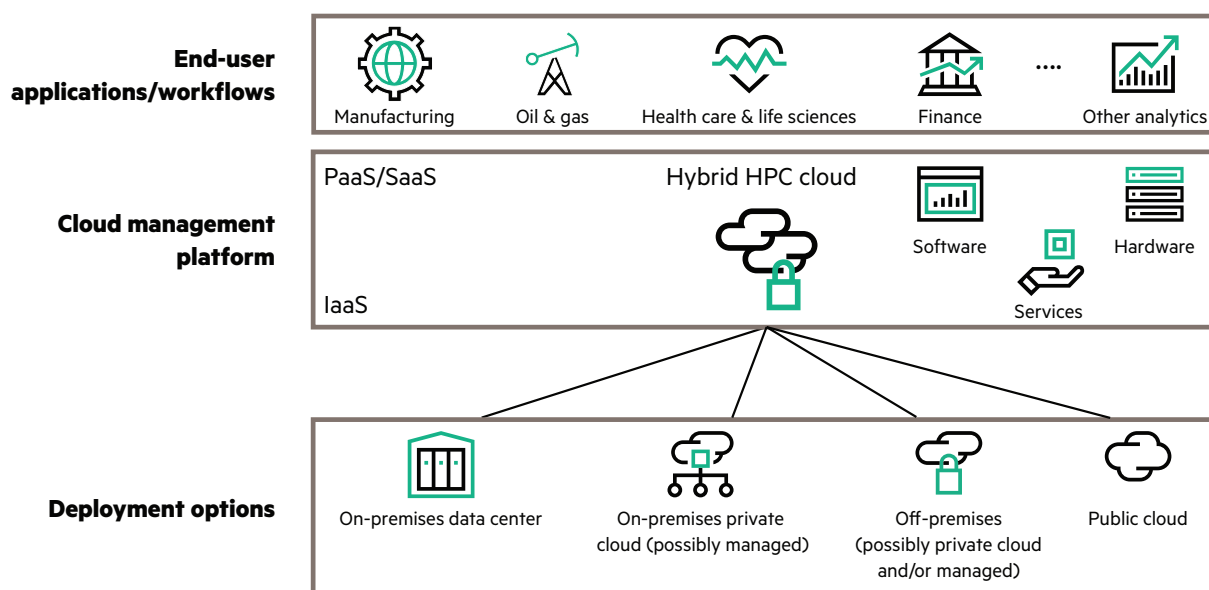 End-user
applications/workflows
Manufacturing
Oil & gas
Health care & life sciences
Finance
....
Other analytics
Cloud management
platform
PaaS/SaaS
Hybrid HPC cloud
Software
Hardware
Services
IaaS
Deployment options
On-premises data center
On-premises private
cloud (possibly managed)
Off-premises
(possibly private cloud
and/or managed)
Public cloud